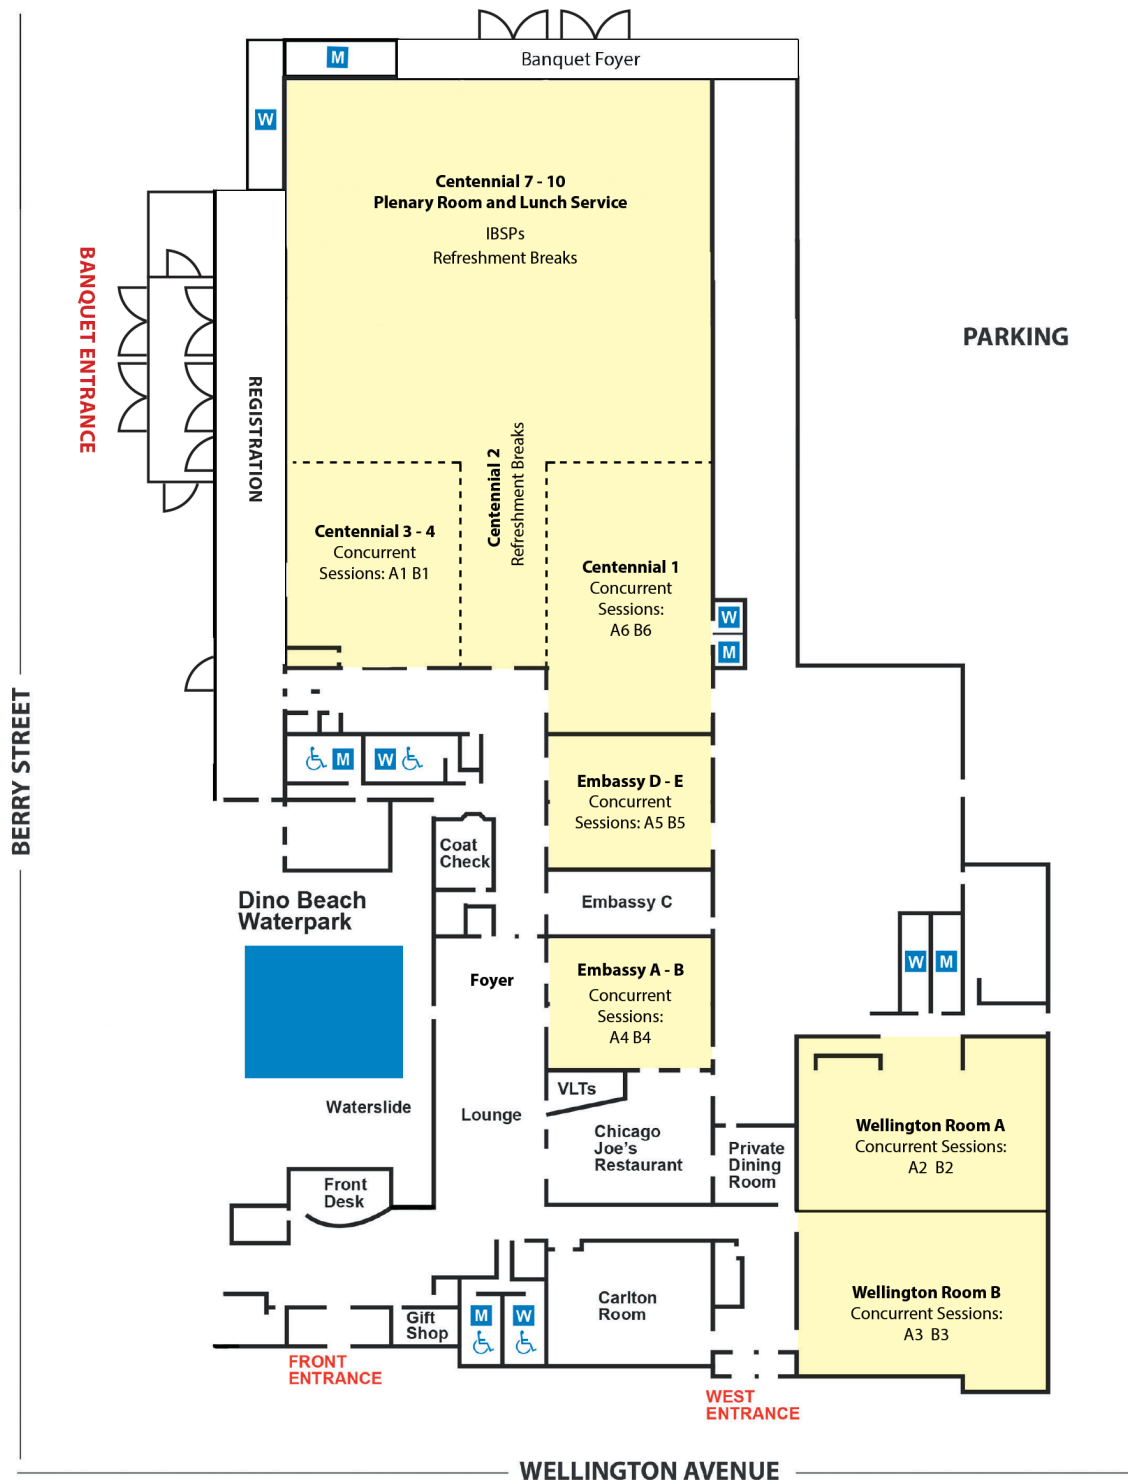 M
Banquet Foyer
W
Centennial 7 - 10
Plenary Room and Lunch Service
IBSPs
Refreshment Breaks
BANQUET ENTRANCE
PARKING
REGISTRATION
Centennial 2
Refreshment Breaks
Centennial 3 - 4
Concurrent
Sessions: A1 B1
Centennial 1
Concurrent
Sessions:
A6 B6
W
M
BERRY STREET
M W
Embassy D - E
Concurrent
Sessions: A5 B5
Coat
Check
Embassy C
Dino Beach
Waterpark
Foyer
Embassy A - B
Concurrent
Sessions:
A4 B4
W M
VLTs
Waterslide
Lounge
Chicago
Joe's
Restaurant
Private
Dining
Room
Wellington Room A
Concurrent Sessions:
A2 B2
Front
Desk
Wellington Room B
Concurrent Sessions:
A3 B3
Carlton
Room
Gift
Shop
M W
FRONT
ENTRANCE
WEST
ENTRANCE
WELLINGTON AVENUE